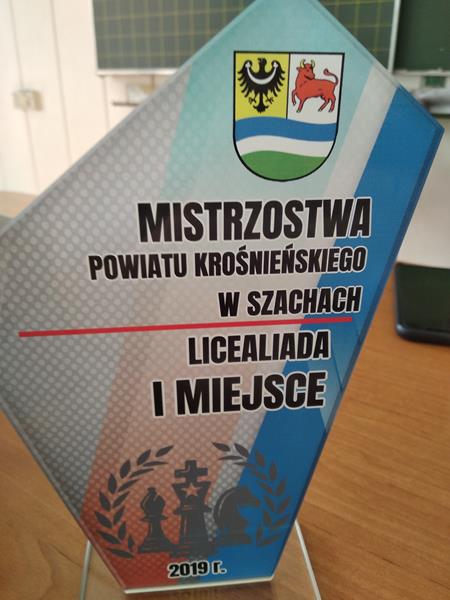 MISTRZOSTWA
POWIATU KROŚNIEŃSKIEGO
W SZACHACH
LICEALIADA
I MIEJSCE
2019 r.